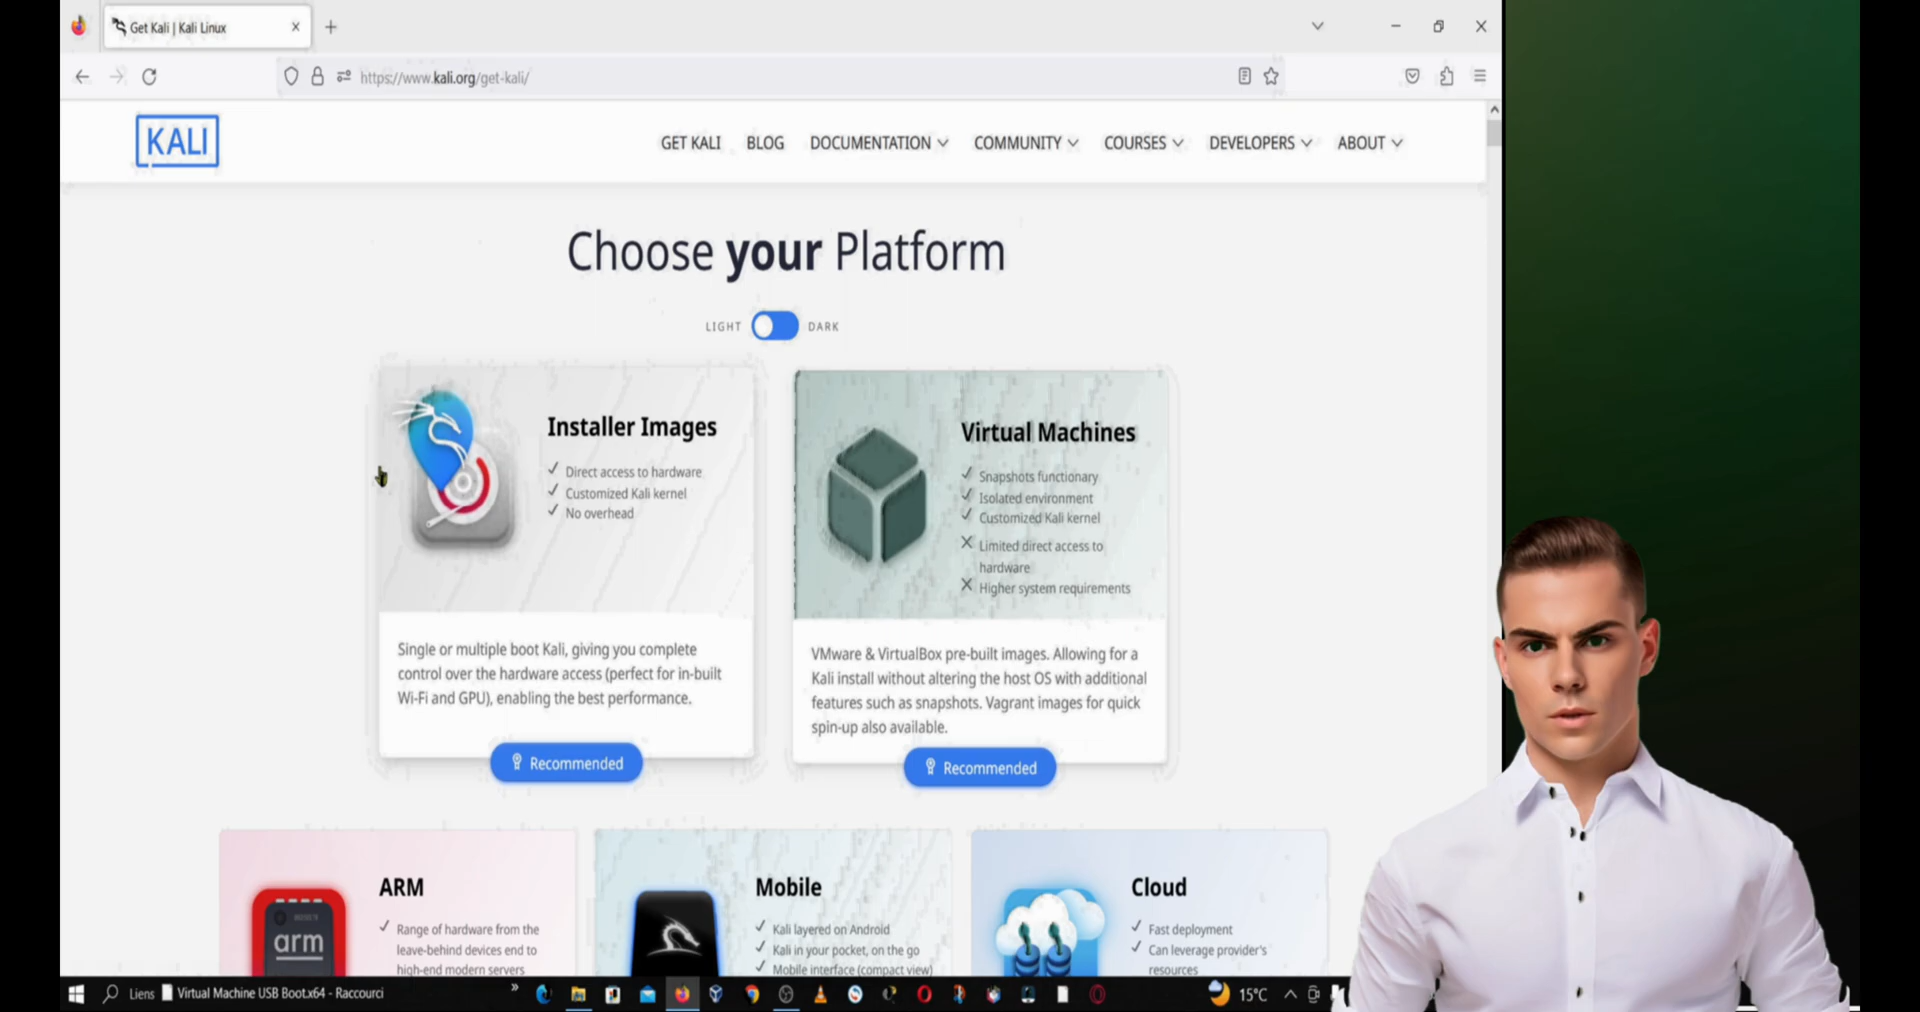 Get Kali | Kali Linux
https://www.kali.org/get-kali/
KALI
GET KALI BLOG DOCUMENTATION COMMUNITY COURSES DEVELOPERS ABOUT
Choose your Platform
LIGHT DARK
Installer Images
Direct access to hardware
Customized Kali kernel
No overhead
Single or multiple boot Kali, giving you complete
control over the hardware access (perfect for in-built
Wi-Fi and GPU), enabling the best performance.
Recommended
Virtual Machines
Snapshots functionary
Isolated environment
Customized Kali kernel
Limited direct access to
hardware
Higher system requirements
VMware & VirtualBox pre-built images. Allowing for a
Kali install without altering the host OS with additional
features such as snapshots. Vagrant images for quick
spin-up also available.
Recommended
ARM
Range of hardware from the
leave-behind devices end to
high-end modern servers
arm
Mobile
Kali layered on Android
Kali in your pocket, on the go
Mobile interface (compact view)
Cloud
Fast deployment
Can leverage provider's
resources
Liens Virtual Machine USB Boot.x64 - Raccourci
15°C